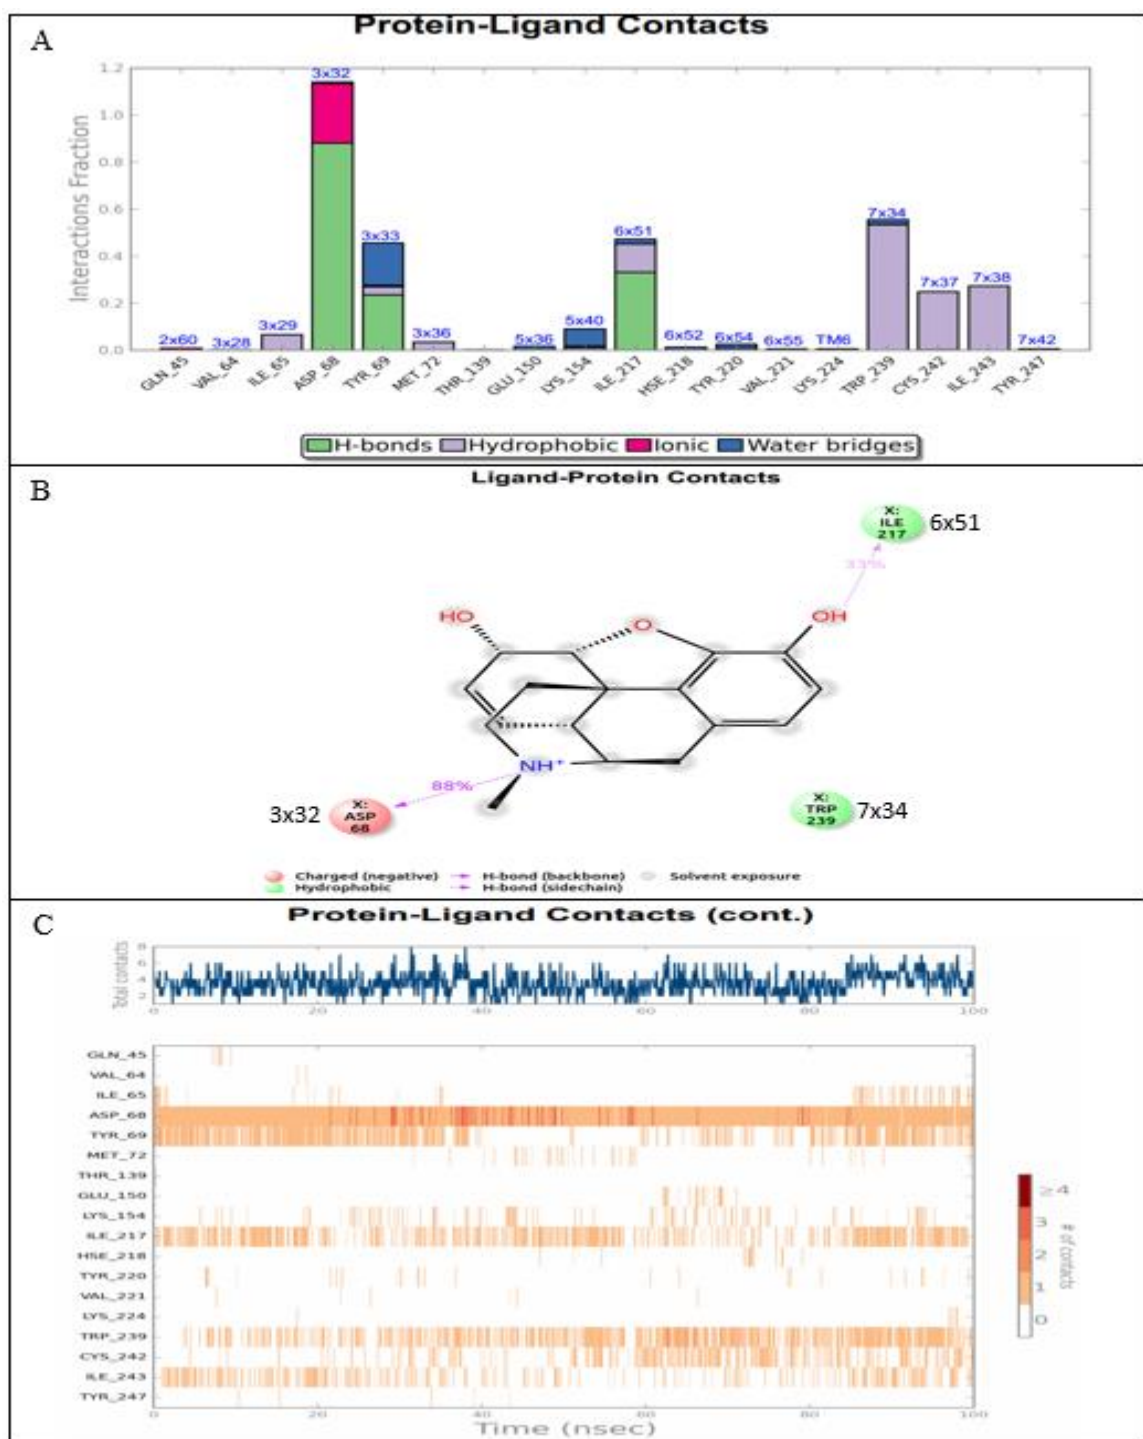 A
Protein-Ligand Contacts
1.2
1.0
0.8
0.6
0.4
0.2
0.0
Interactions Fraction
2x60
3x28
3x29
3x32
3x33
3x36
5x36
5x40
6x51
6x52
6x54
6x55
TM6
7x34
7x37
7x38
7x42
GLN_45
VAL_64
ILE_65
ASP_68
TYR_69
MET_72
THR_139
GLU_150
LYS_154
ILE_217
HSE_218
TYR_220
VAL_221
LYS_224
TRP_239
CYS_242
ILE_243
TYR_247
H-bonds Hydrophobic Ionic Water bridges
B
Ligand-Protein Contacts
X:
ILE
217
6x51
33%
HO
O
OH
NH+
88%
3x32
X:
ASP
68
X:
TRP
239
7x34
Charged (negative) H-bond (backbone) Solvent exposure
Hydrophobic H-bond (sidechain)
C
Protein-Ligand Contacts (cont.)
Total contacts
8
6
4
2
0 20 40 60 80 100
GLN_45
VAL_64
ILE_65
ASP_68
TYR_69
MET_72
THR_139
GLU_150
LYS_154
ILE_217
HSE_218
TYR_220
VAL_221
LYS_224
TRP_239
CYS_242
ILE_243
TYR_247
0 20 40 60 80 100
Time (nsec)
≥4
3
2
1
0
# of contacts